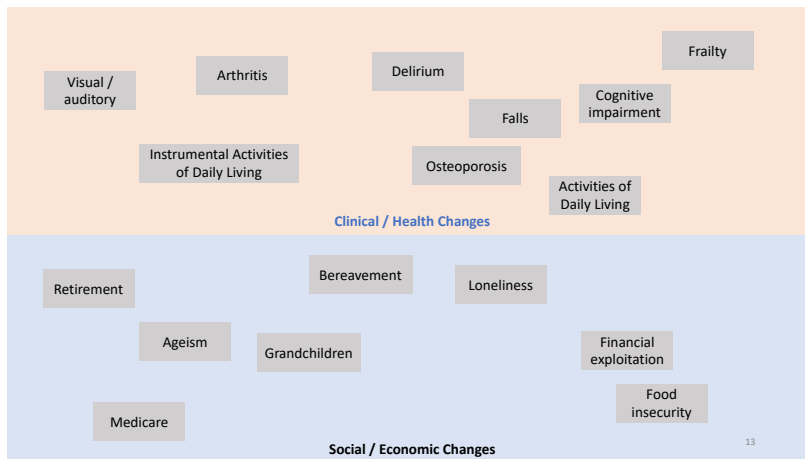 Frailty
Arthritis
Delirium
Visual /
auditory
Cognitive
impairment
Falls
Instrumental Activities
of Daily Living
Osteoporosis
Activities of
Daily Living
Clinical / Health Changes
Bereavement
Retirement
Loneliness
Ageism
Grandchildren
Financial
exploitation
Food
insecurity
Medicare
13
Social / Economic Changes